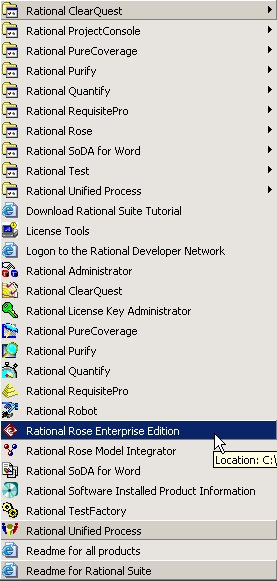 Rational ClearQuest
Rational ProjectConsole
Rational PureCoverage
Rational Purify
Rational Quantify
Rational RequisitePro
Rational Rose
Rational SoDA for Word
Rational Test
Rational Unified Process
Download Rational Suite Tutorial
License Tools
Logon to the Rational Developer Network
Rational Administrator
Rational ClearQuest
Rational License Key Administrator
Rational PureCoverage
Rational Purify
Rational Quantify
Rational RequisitePro
Rational Robot
Rational Rose Enterprise Edition
Rational Rose Model Integrator
Location: C:\
Rational SoDA for Word
Rational Software Installed Product Information
Rational TestFactory
Rational Unified Process
Readme for all products
Readme for Rational Suite